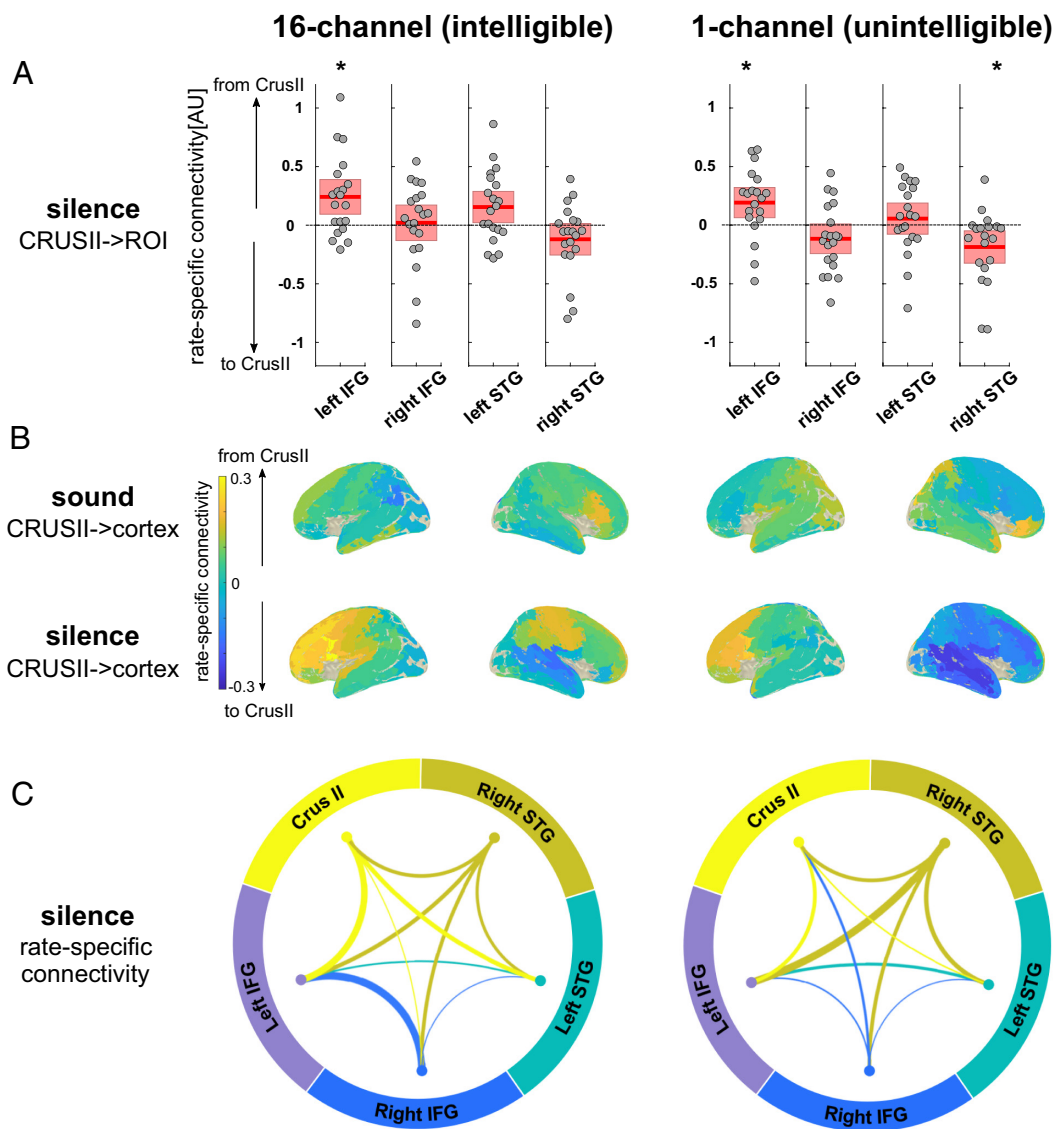 16-channel (intelligible)
1-channel (unintelligible)
A
silence
CRUSII->ROI
rate-specific connectivity[AU]
from CrusII
to CrusII
*
1
0.5
0
-0.5
-1
left IFG
right IFG
left STG
right STG
*
*
1
0.5
0
-0.5
-1
left IFG
right IFG
left STG
right STG
B
sound
CRUSII->cortex
silence
CRUSII->cortex
rate-specific connectivity
from CrusII
0.3
0
-0.3
to CrusII
C
silence
rate-specific
connectivity
Crus II
Right STG
Left STG
Right IFG
Left IFG
Crus II
Right STG
Left STG
Right IFG
Left IFG